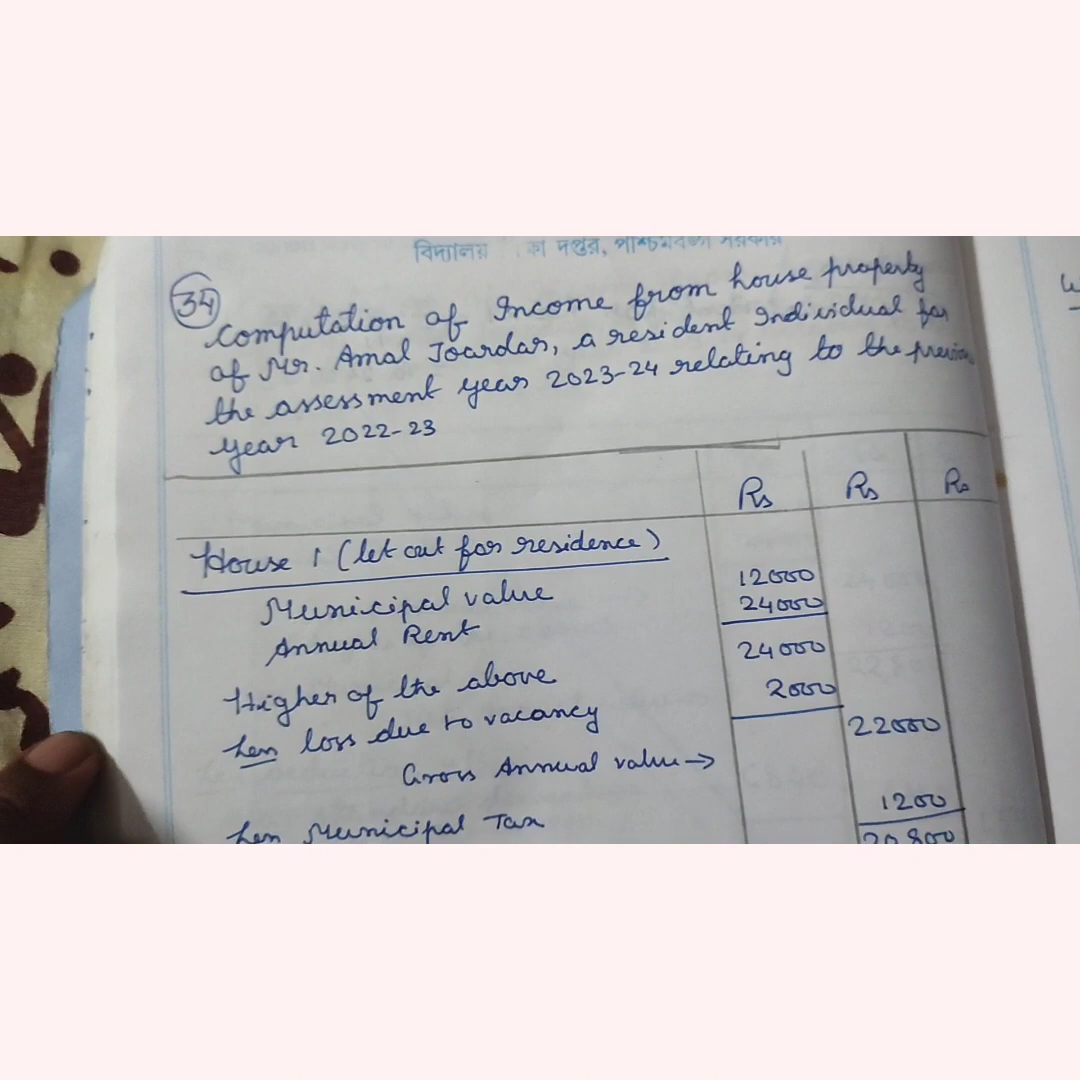 বিদ্যালয় কা দপ্তর, পশ্চিমবঙ্গ সরকার
34
Computation of Income from house property
of Mr. Amal Joardar, a resident Individual for
the assessment year 2023-24 relating to the
year 2022-23
Rs Rs Rs
House 1 (let out for residence)
Municipal value 12000
Annual Rent 24000
Higher of the above 24000
Less loss due to vacancy 2000
Gross Annual value → 22000
Less Municipal Tax 1200
20800